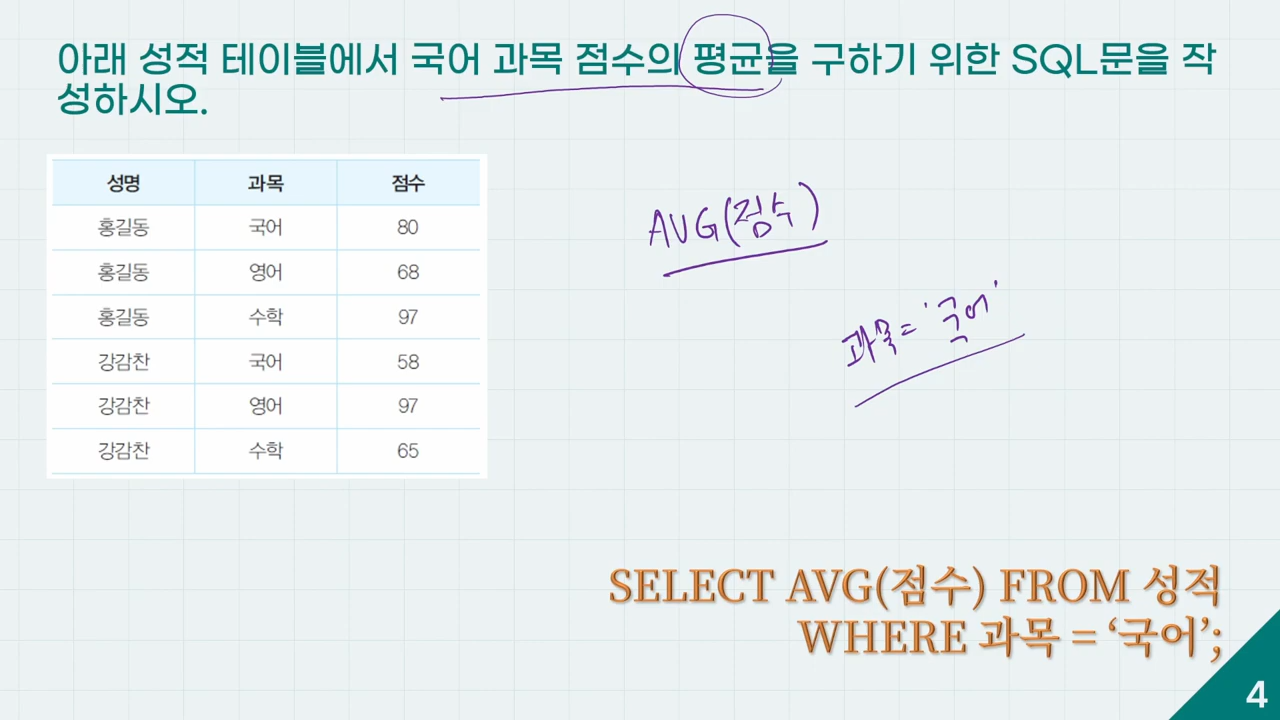 아래 성적 테이블에서 국어 과목 점수의 평균을 구하기 위한 SQL문을 작
성하시오.
성명 과목 점수
홍길동 국어 80
홍길동 영어 68
홍길동 수학 97
강감찬 국어 58
강감찬 영어 97
강감찬 수학 65
AVG(점수)
과목='국어'
SELECT AVG(점수) FROM 성적
WHERE 과목 = ‘국어’;
4